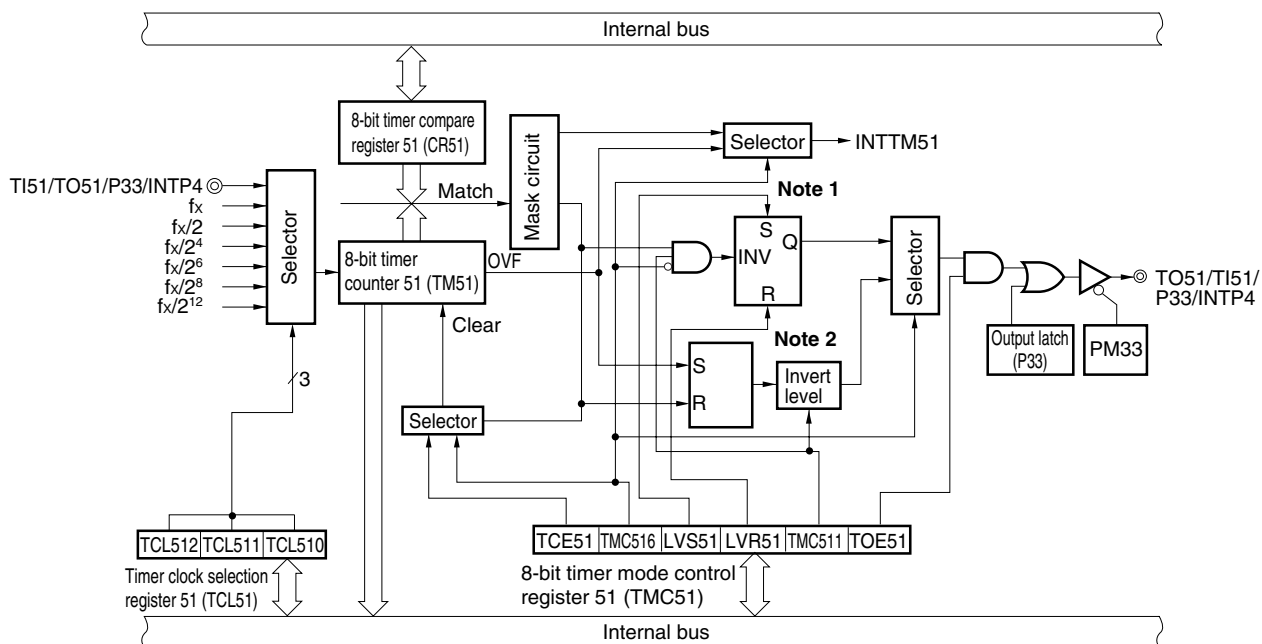 Internal bus
8-bit timer compare
register 51 (CR51)
Mask circuit
Selector
INTTM51
TI51/TO51/P33/INTP4
fx
fx/2
fx/2⁴
fx/2⁶
fx/2⁸
fx/2¹²
Selector
Match
Note 1
S
Q
INV
R
8-bit timer
counter 51 (TM51)
OVF
Clear
Selector
TO51/TI51/
P33/INTP4
Output latch
(P33)
PM33
Note 2
S
R
Invert
level
3
Selector
TCL512 TCL511 TCL510
Timer clock selection
register 51 (TCL51)
TCE51 TMC516 LVS51 LVR51 TMC511 TOE51
8-bit timer mode control
register 51 (TMC51)
Internal bus